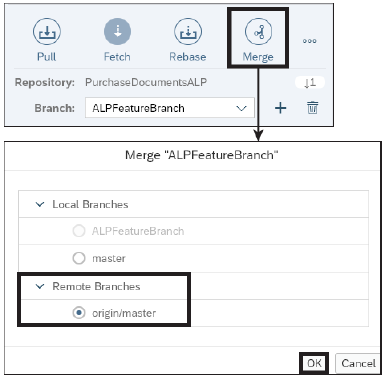 Pull Fetch Rebase Merge
Repository: PurchaseDocumentsALP ↓1
Branch: ALPFeatureBranch
Merge "ALPFeatureBranch"
Local Branches
ALPFeatureBranch
master
Remote Branches
origin/master
OK Cancel